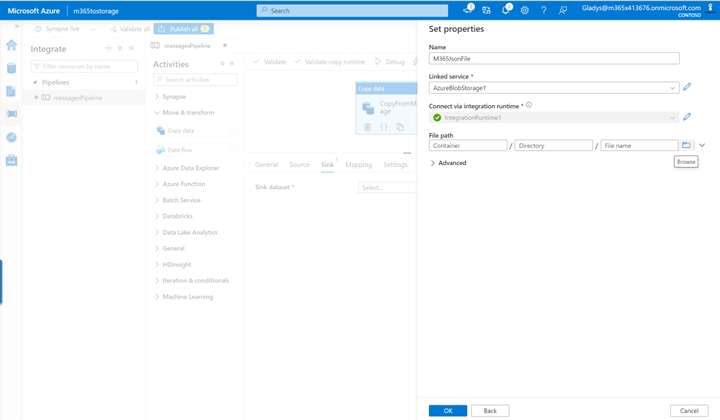 Microsoft Azure | m365tostorage
Search
Gladys@m365x413676.onmicrosoft.com
CONTOSO
Synapse live
Validate all
Publish all 2
Integrate
Filter resources by name
Pipelines 1
messagesPipeline
messagesPipeline
Activities
Search activities
Synapse
Move & transform
Copy data
Data flow
Azure Data Explorer
Azure Function
Batch Service
Databricks
Data Lake Analytics
General
HDInsight
Iteration & conditionals
Machine Learning
Validate
Validate copy runtime
Debug
Copy data
CopyFromM
age
General
Source
Sink 1
Mapping
Settings
Sink dataset *
Select...
Set properties
Name
M365JsonFile
Linked service *
AzureBlobStorage1
Connect via integration runtime *
IntegrationRuntime1
File path
Container / Directory / File name
Browse
Advanced
OK
Back
Cancel